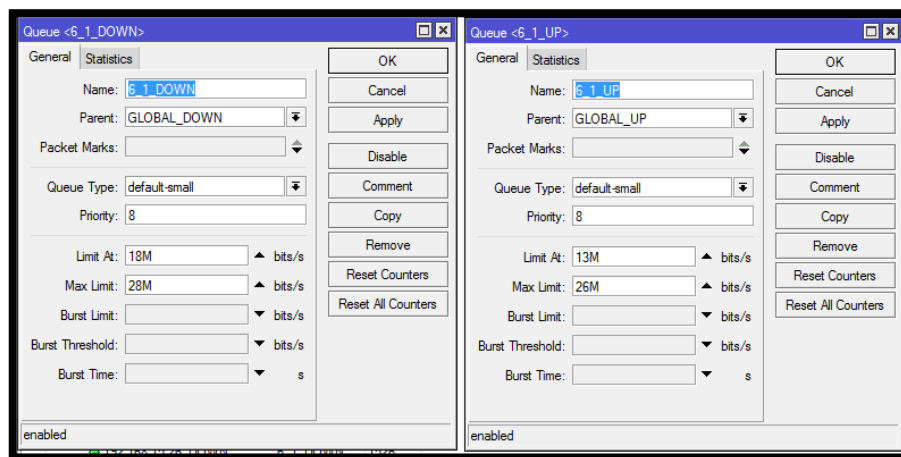 Queue <6_1_DOWN>
General Statistics
Name: 6_1_DOWN
Parent: GLOBAL_DOWN
Packet Marks:
Queue Type: default-small
Priority: 8
Limit At: 18M bits/s
Max Limit: 28M bits/s
Burst Limit: bits/s
Burst Threshold: bits/s
Burst Time: s
OK
Cancel
Apply
Disable
Comment
Copy
Remove
Reset Counters
Reset All Counters
enabled
Queue <6_1_UP>
General Statistics
Name: 6_1_UP
Parent: GLOBAL_UP
Packet Marks:
Queue Type: default-small
Priority: 8
Limit At: 13M bits/s
Max Limit: 26M bits/s
Burst Limit: bits/s
Burst Threshold: bits/s
Burst Time: s
OK
Cancel
Apply
Disable
Comment
Copy
Remove
Reset Counters
Reset All Counters
enabled